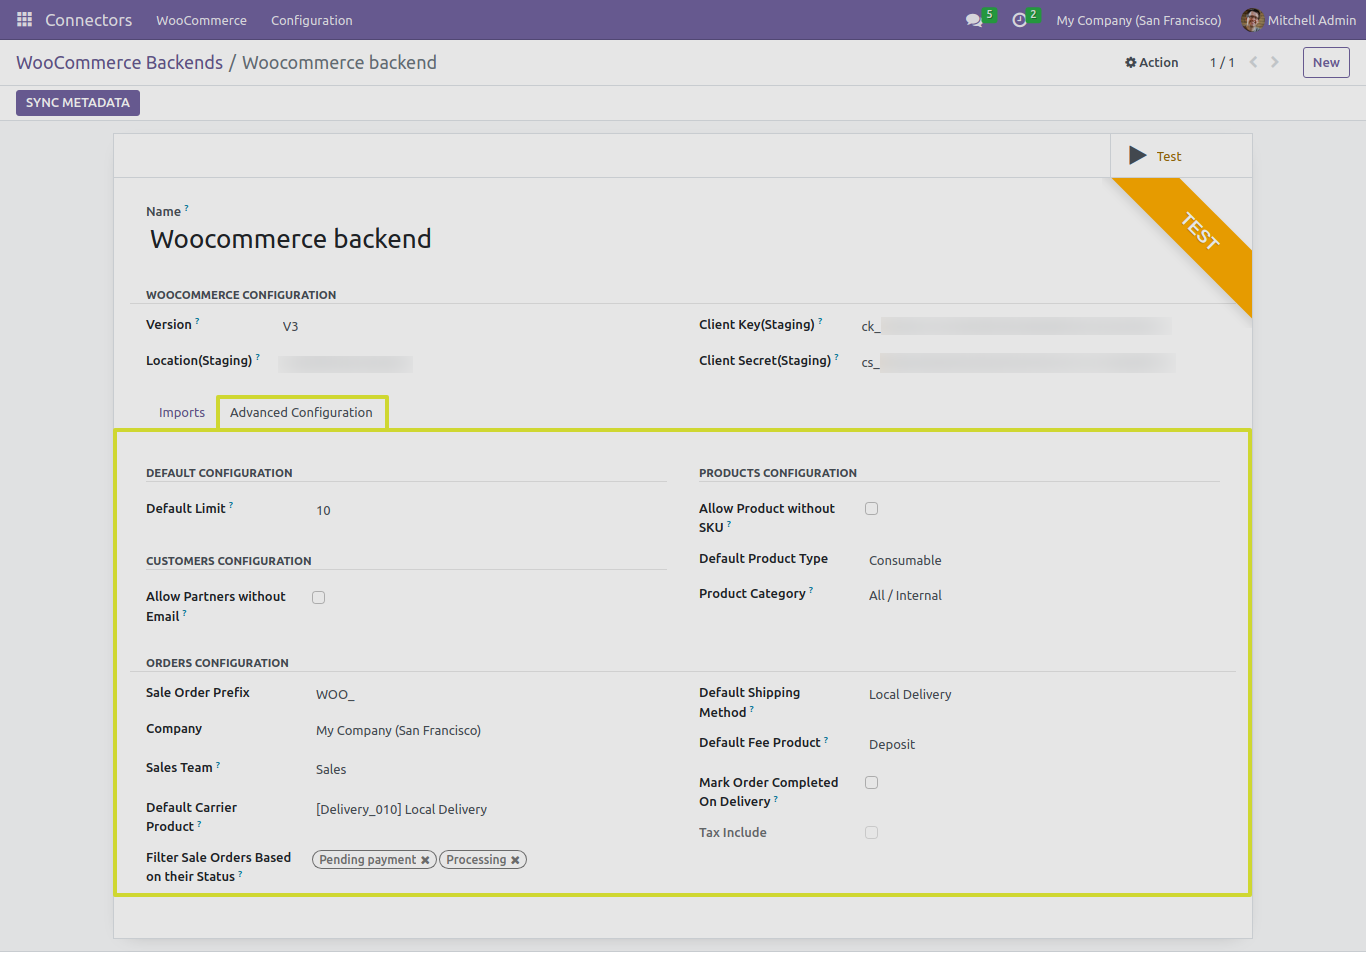 Connectors WooCommerce Configuration 5 2 My Company (San Francisco) Mitchell Admin
WooCommerce Backends / Woocommerce backend Action 1 / 1 New
SYNC METADATA
Test
TEST
Name ?
Woocommerce backend
WOOCOMMERCE CONFIGURATION
Version ? V3 Client Key(Staging) ? ck_
Location(Staging) ? Client Secret(Staging) ? cs_
Imports Advanced Configuration
DEFAULT CONFIGURATION
Default Limit ? 10
CUSTOMERS CONFIGURATION
Allow Partners without
Email ?
PRODUCTS CONFIGURATION
Allow Product without
SKU ?
Default Product Type Consumable
Product Category ? All / Internal
ORDERS CONFIGURATION
Sale Order Prefix WOO_
Company My Company (San Francisco)
Sales Team ? Sales
Default Carrier
Product ? [Delivery_010] Local Delivery
Filter Sale Orders Based
on their Status ? Pending payment ✖ Processing ✖
Default Shipping
Method ? Local Delivery
Default Fee Product ? Deposit
Mark Order Completed
On Delivery ?
Tax Include